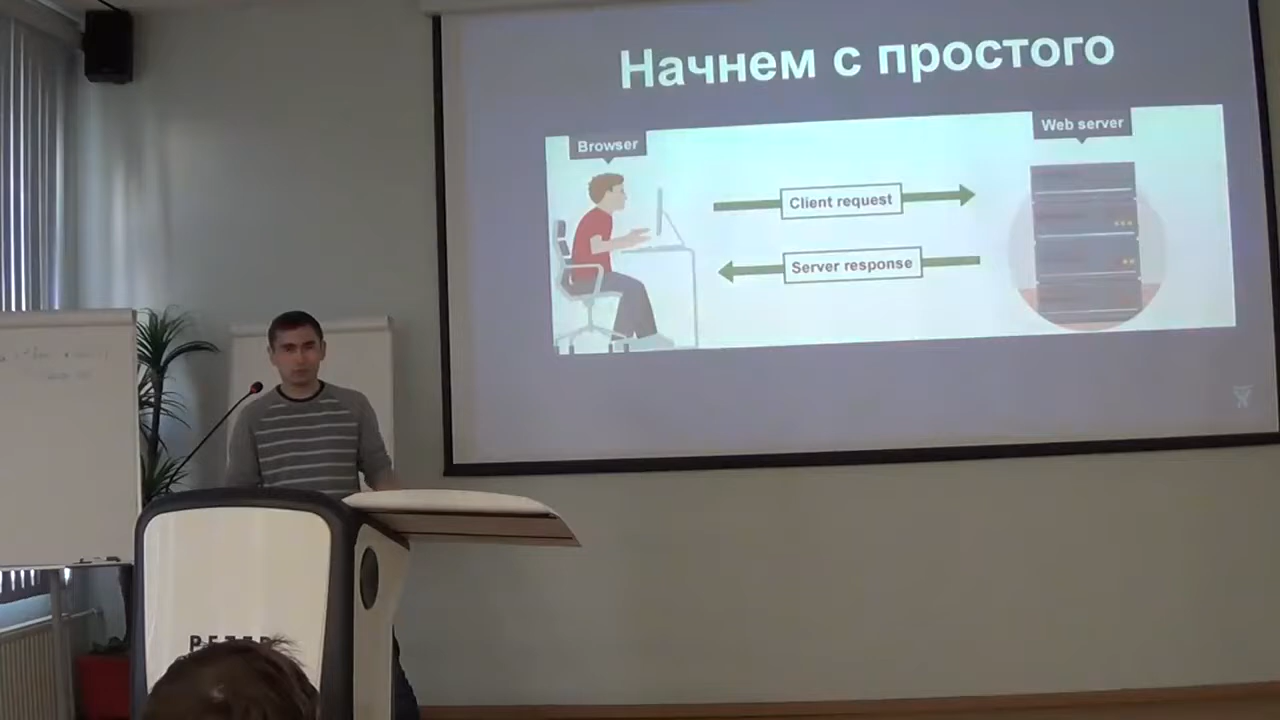 Начнем с простого
Browser
Web server
Client request
Server response